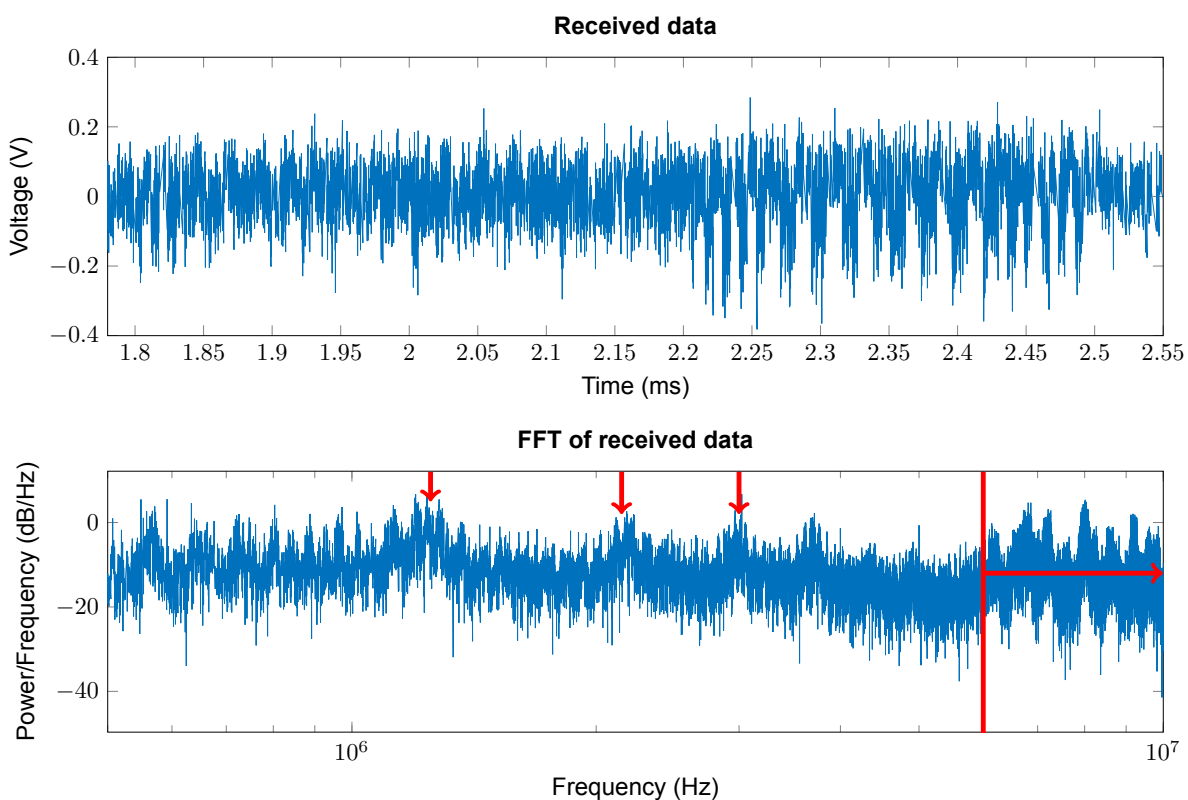 Received data
0.4
0.2
0
−0.2
−0.4
Voltage (V)
1.8 1.85 1.9 1.95 2 2.05 2.1 2.15 2.2 2.25 2.3 2.35 2.4 2.45 2.5 2.55
Time (ms)
FFT of received data
0
−20
−40
Power/Frequency (dB/Hz)
10^6 10^7
Frequency (Hz)